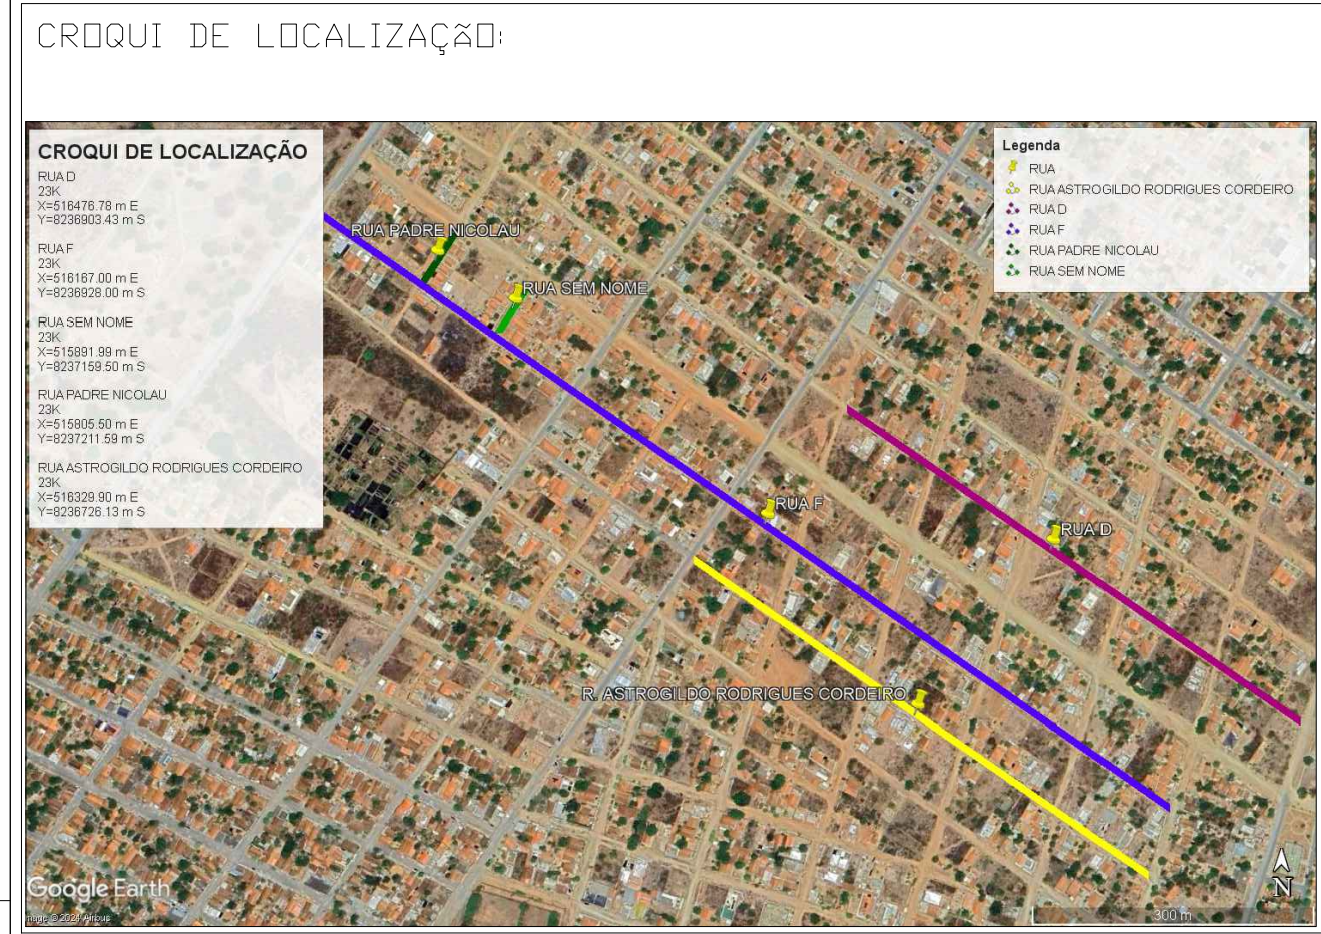 CROQUI DE LOCALIZAÇÃO:
CROQUI DE LOCALIZAÇÃO
RUA D
23K
X=516476.78 m E
Y=8236903.43 m S
RUA F
23K
X=516167.00 m E
Y=8236928.00 m S
RUA SEM NOME
23K
X=515891.99 m E
Y=8237159.50 m S
RUA PADRE NICOLAU
23K
X=515805.50 m E
Y=8237211.59 m S
RUA ASTROGILDO RODRIGUES CORDEIRO
23K
X=516329.90 m E
Y=8236726.13 m S
Legenda
RUA
RUA ASTROGILDO RODRIGUES CORDEIRO
RUA D
RUA F
RUA PADRE NICOLAU
RUA SEM NOME
RUA PADRE NICOLAU
RUA SEM NOME
RUA F
RUA D
R. ASTROGILDO RODRIGUES CORDEIRO
Google Earth
Image © 2024 Airbus
N
300 m